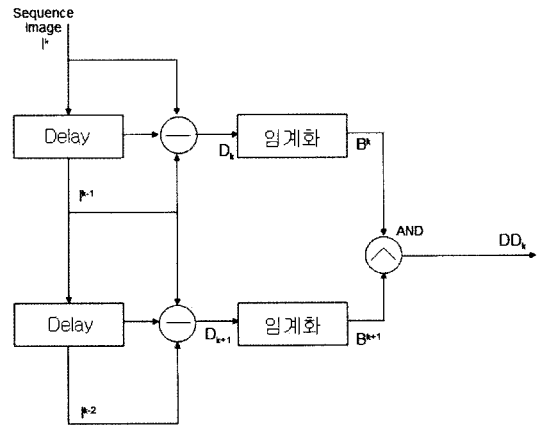 Sequence
image
I^k
Delay
임계화
D_k
B^k
I^k-1
AND
DD_k
Delay
임계화
D_k+1
B^k+1
I^k-2